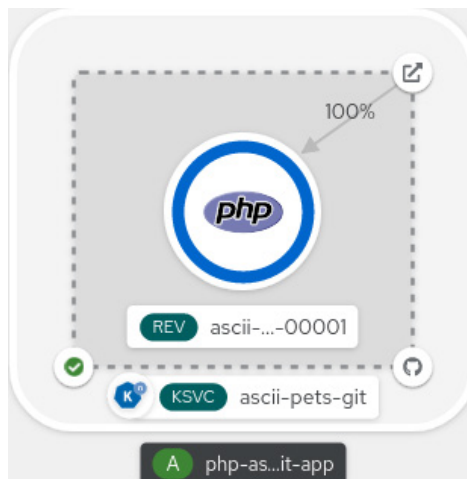 100%
php
REV ascii-...-00001
K n
KSVC ascii-pets-git
A php-as...it-app